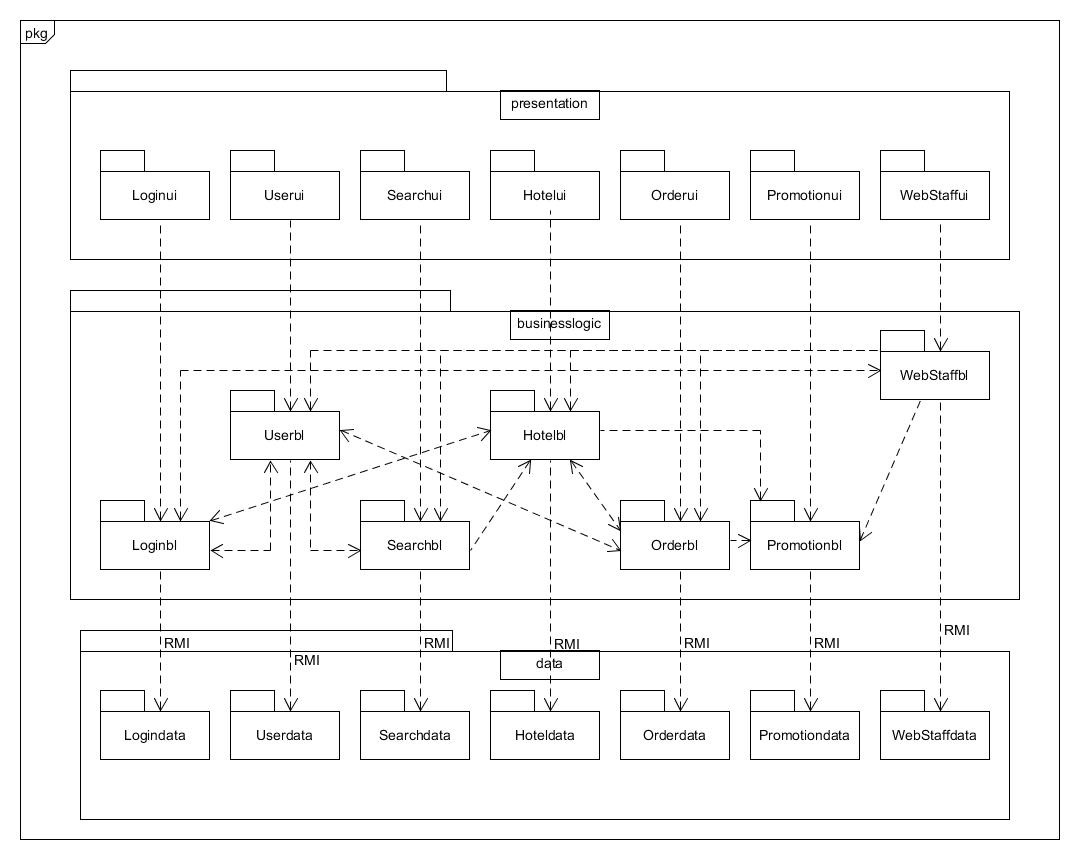 pkg
presentation
Loginui
Userui
Searchui
Hotelui
Orderui
Promotionui
WebStaffui
businesslogic
WebStaffbl
Userbl
Hotelbl
Loginbl
Searchbl
Orderbl
Promotionbl
RMI
RMI
RMI
RMI
RMI
RMI
RMI
data
Logindata
Userdata
Searchdata
Hoteldata
Orderdata
Promotiondata
WebStaffdata